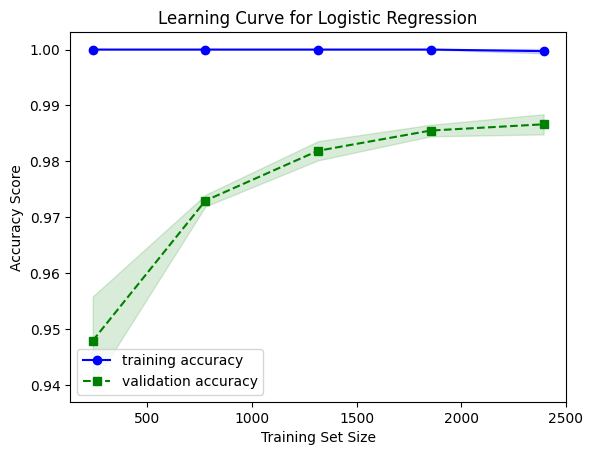 Learning Curve for Logistic Regression
1.00
0.99
0.98
0.97
0.96
0.95
0.94
Accuracy Score
training accuracy
validation accuracy
500
1000
1500
2000
2500
Training Set Size